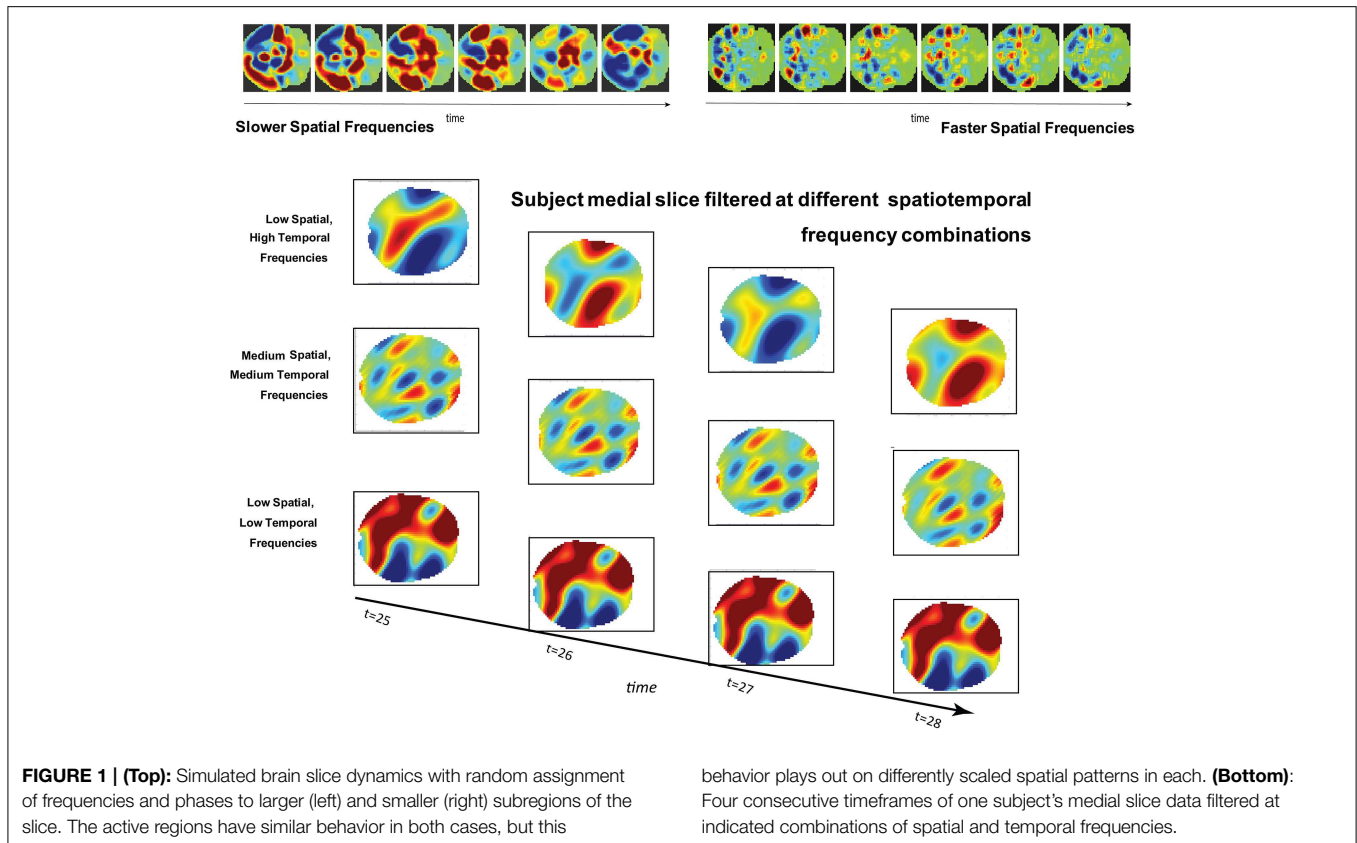 time
Slower Spatial Frequencies
time
Faster Spatial Frequencies
Subject medial slice filtered at different spatiotemporal
frequency combinations
Low Spatial,
High Temporal
Frequencies
Medium Spatial,
Medium Temporal
Frequencies
Low Spatial,
Low Temporal
Frequencies
t=25
t=26
t=27
t=28
time
FIGURE 1 | (Top): Simulated brain slice dynamics with random assignment
of frequencies and phases to larger (left) and smaller (right) subregions of the
slice. The active regions have similar behavior in both cases, but this
behavior plays out on differently scaled spatial patterns in each. (Bottom):
Four consecutive timeframes of one subject's medial slice data filtered at
indicated combinations of spatial and temporal frequencies.